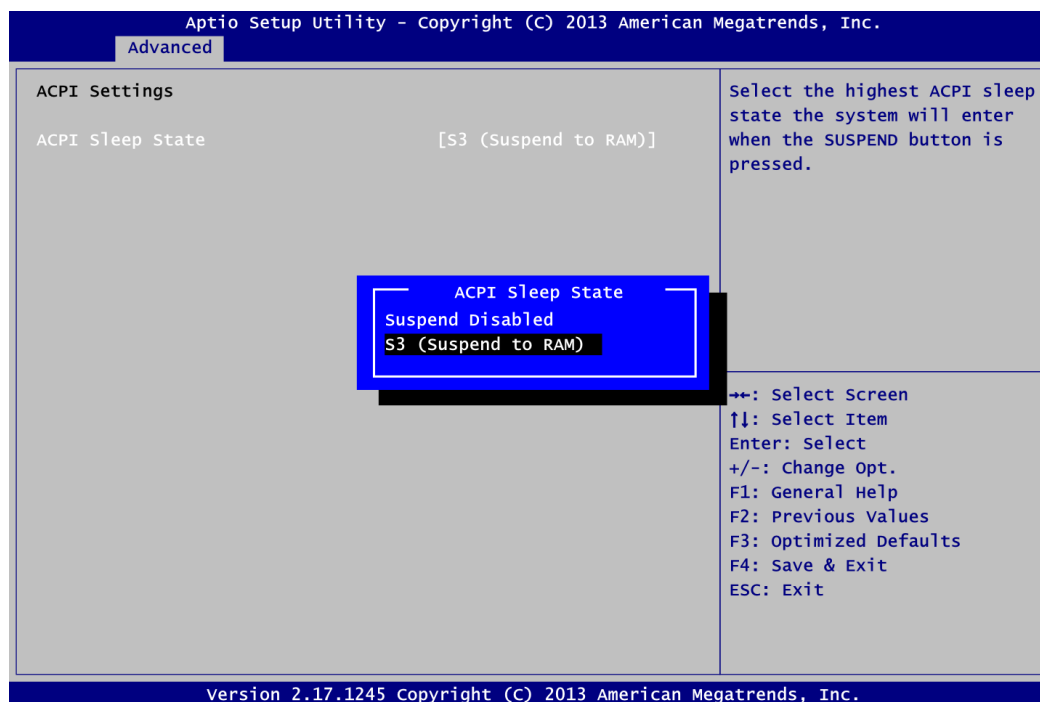 Aptio Setup Utility - Copyright (C) 2013 American Megatrends, Inc.
Advanced
ACPI Settings
ACPI Sleep State [S3 (Suspend to RAM)]
Select the highest ACPI sleep
state the system will enter
when the SUSPEND button is
pressed.
ACPI Sleep State
Suspend Disabled
S3 (Suspend to RAM)
→←: Select Screen
↑↓: Select Item
Enter: Select
+/-: Change Opt.
F1: General Help
F2: Previous Values
F3: Optimized Defaults
F4: Save & Exit
ESC: Exit
Version 2.17.1245 Copyright (C) 2013 American Megatrends, Inc.